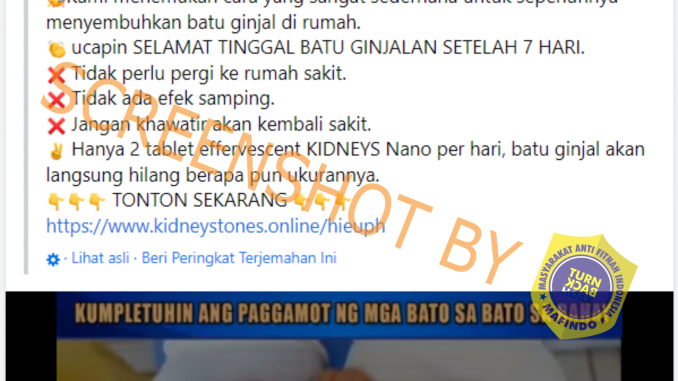 Kami menemukan cara yang sangat sederhana untuk sepenuhnya
menyembuhkan batu ginjal di rumah.
👏 ucapin SELAMAT TINGGAL BATU GINJALAN SETELAH 7 HARI.
❌ Tidak perlu pergi ke rumah sakit.
❌ Tidak ada efek samping.
❌ Jangan khawatir akan kembali sakit.
✌ Hanya 2 tablet effervescent KIDNEYS Nano per hari, batu ginjal akan
langsung hilang berapa pun ukurannya.
👇👇👇 TONTON SEKARANG👇👇👇
https://www.kidneystones.online/hieuph
· Lihat asli · Beri Peringkat Terjemahan Ini
SCREENSHOT BY
MASYARAKAT ANTI FITNAH INDONESIA
TURN
BACK
MAFINDO
KUMPLETUHIN ANG PAGGAMOT NG MGA BATO SA BATO